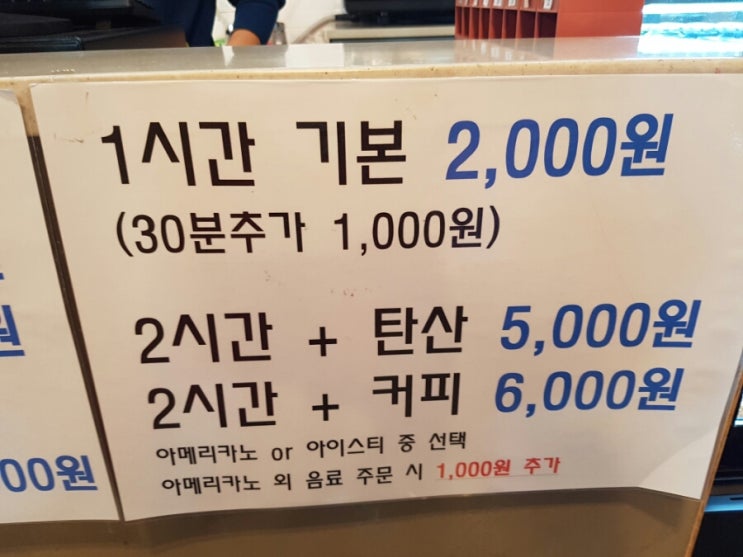 1시간 기본 2,000원
(30분추가 1,000원)
2시간 + 탄산 5,000원
2시간 + 커피 6,000원
아메리카노 or 아이스티 중 선택
아메리카노 외 음료 주문 시 1,000원 추가
원
00원